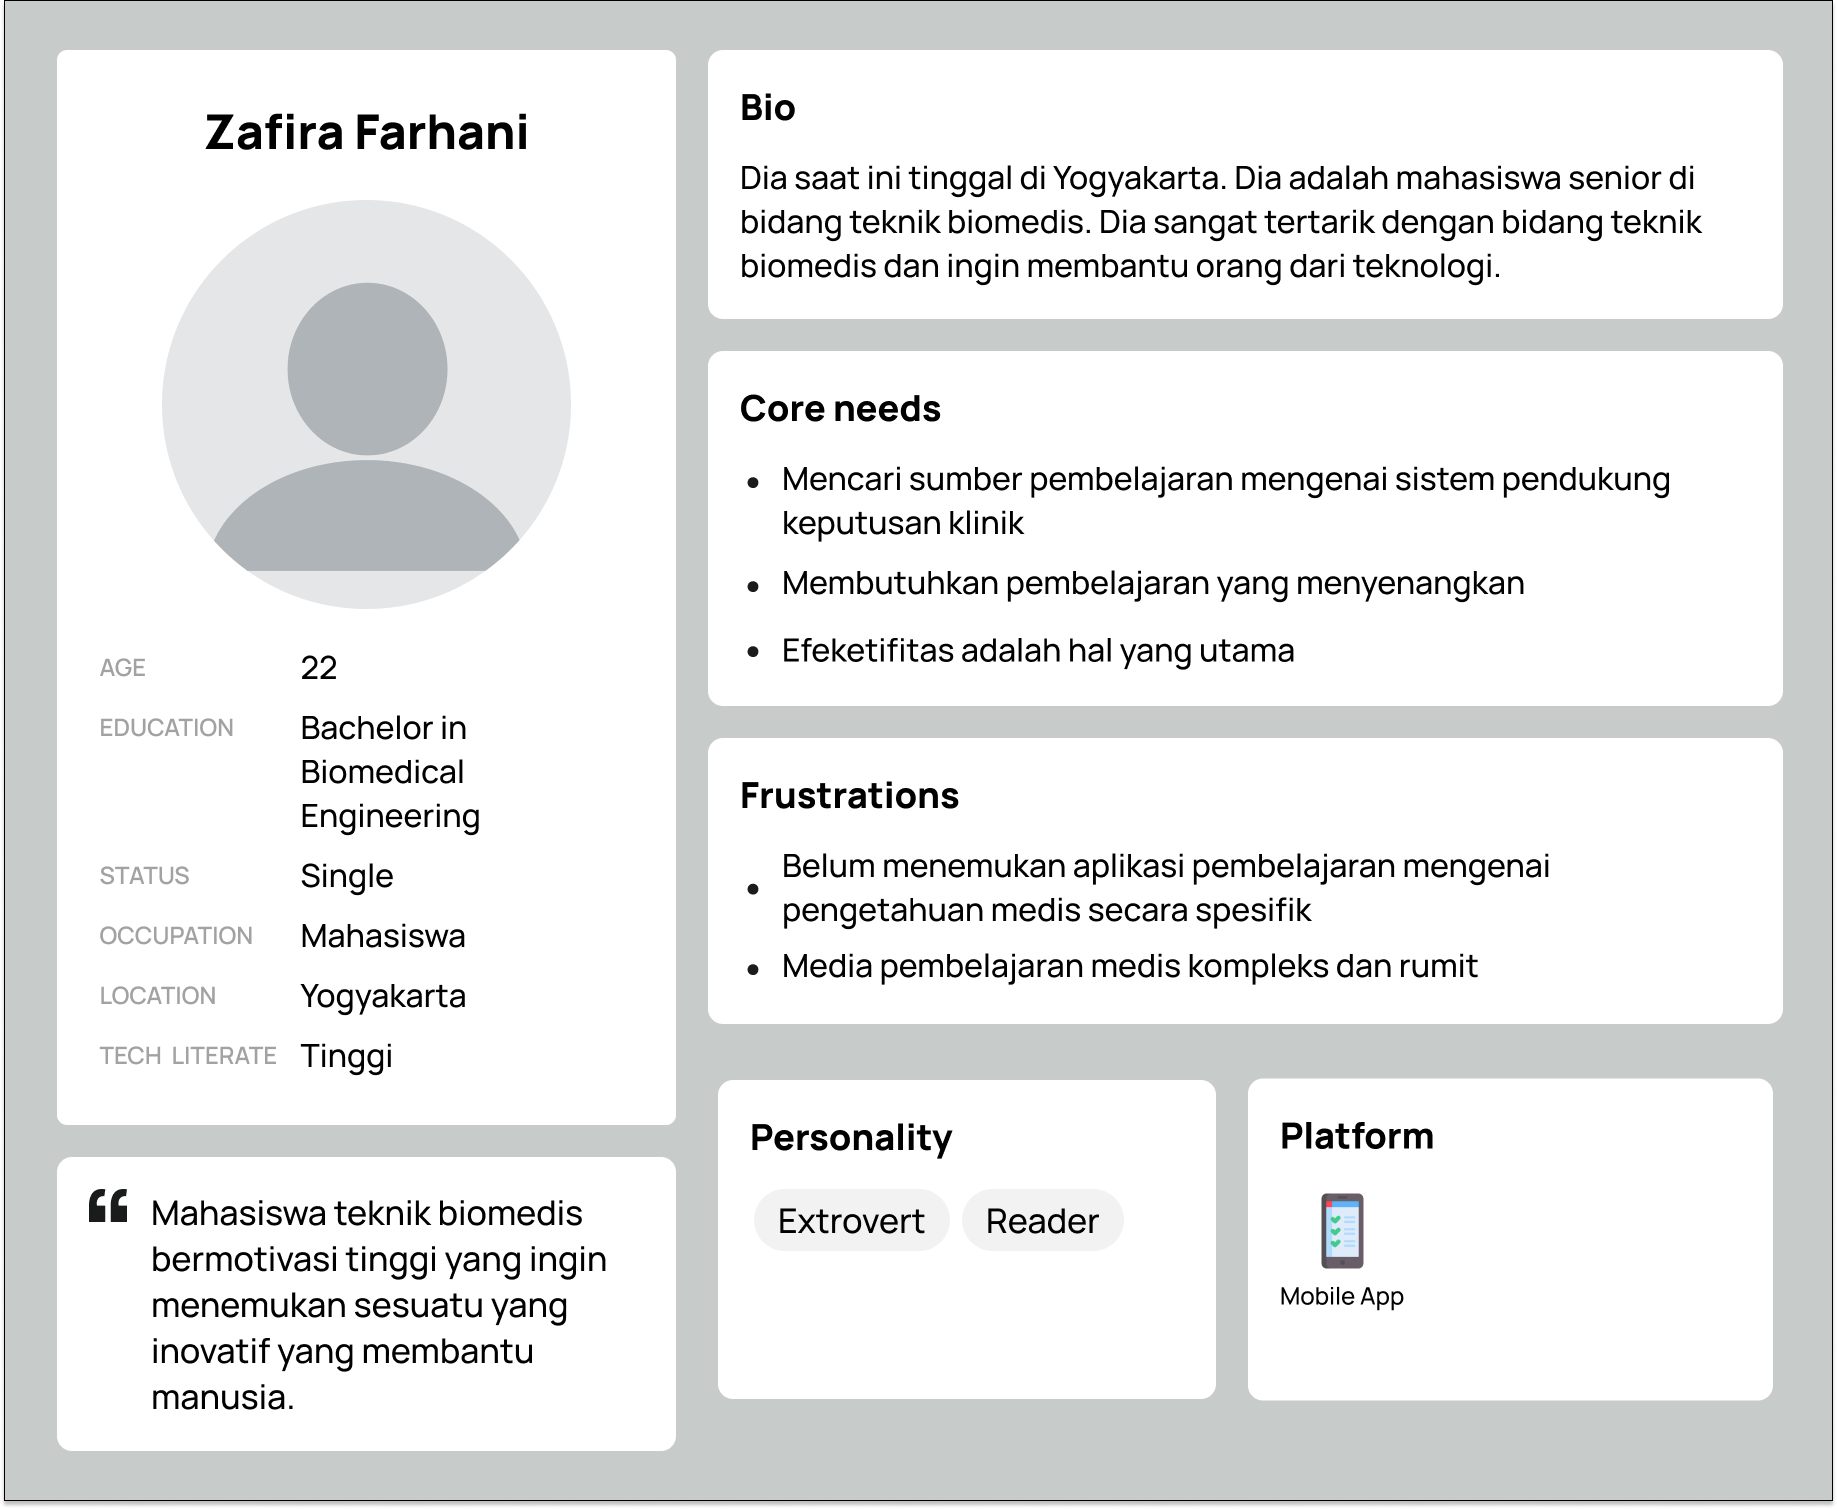 Zafira Farhani
AGE 22
EDUCATION Bachelor in
Biomedical
Engineering
STATUS Single
OCCUPATION Mahasiswa
LOCATION Yogyakarta
TECH LITERATE Tinggi
“ Mahasiswa teknik biomedis
bermotivasi tinggi yang ingin
menemukan sesuatu yang
inovatif yang membantu
manusia.
Bio
Dia saat ini tinggal di Yogyakarta. Dia adalah mahasiswa senior di
bidang teknik biomedis. Dia sangat tertarik dengan bidang teknik
biomedis dan ingin membantu orang dari teknologi.
Core needs
• Mencari sumber pembelajaran mengenai sistem pendukung
keputusan klinik
• Membutuhkan pembelajaran yang menyenangkan
• Efeketifitas adalah hal yang utama
Frustrations
• Belum menemukan aplikasi pembelajaran mengenai
pengetahuan medis secara spesifik
• Media pembelajaran medis kompleks dan rumit
Personality
Extrovert Reader
Platform
Mobile App